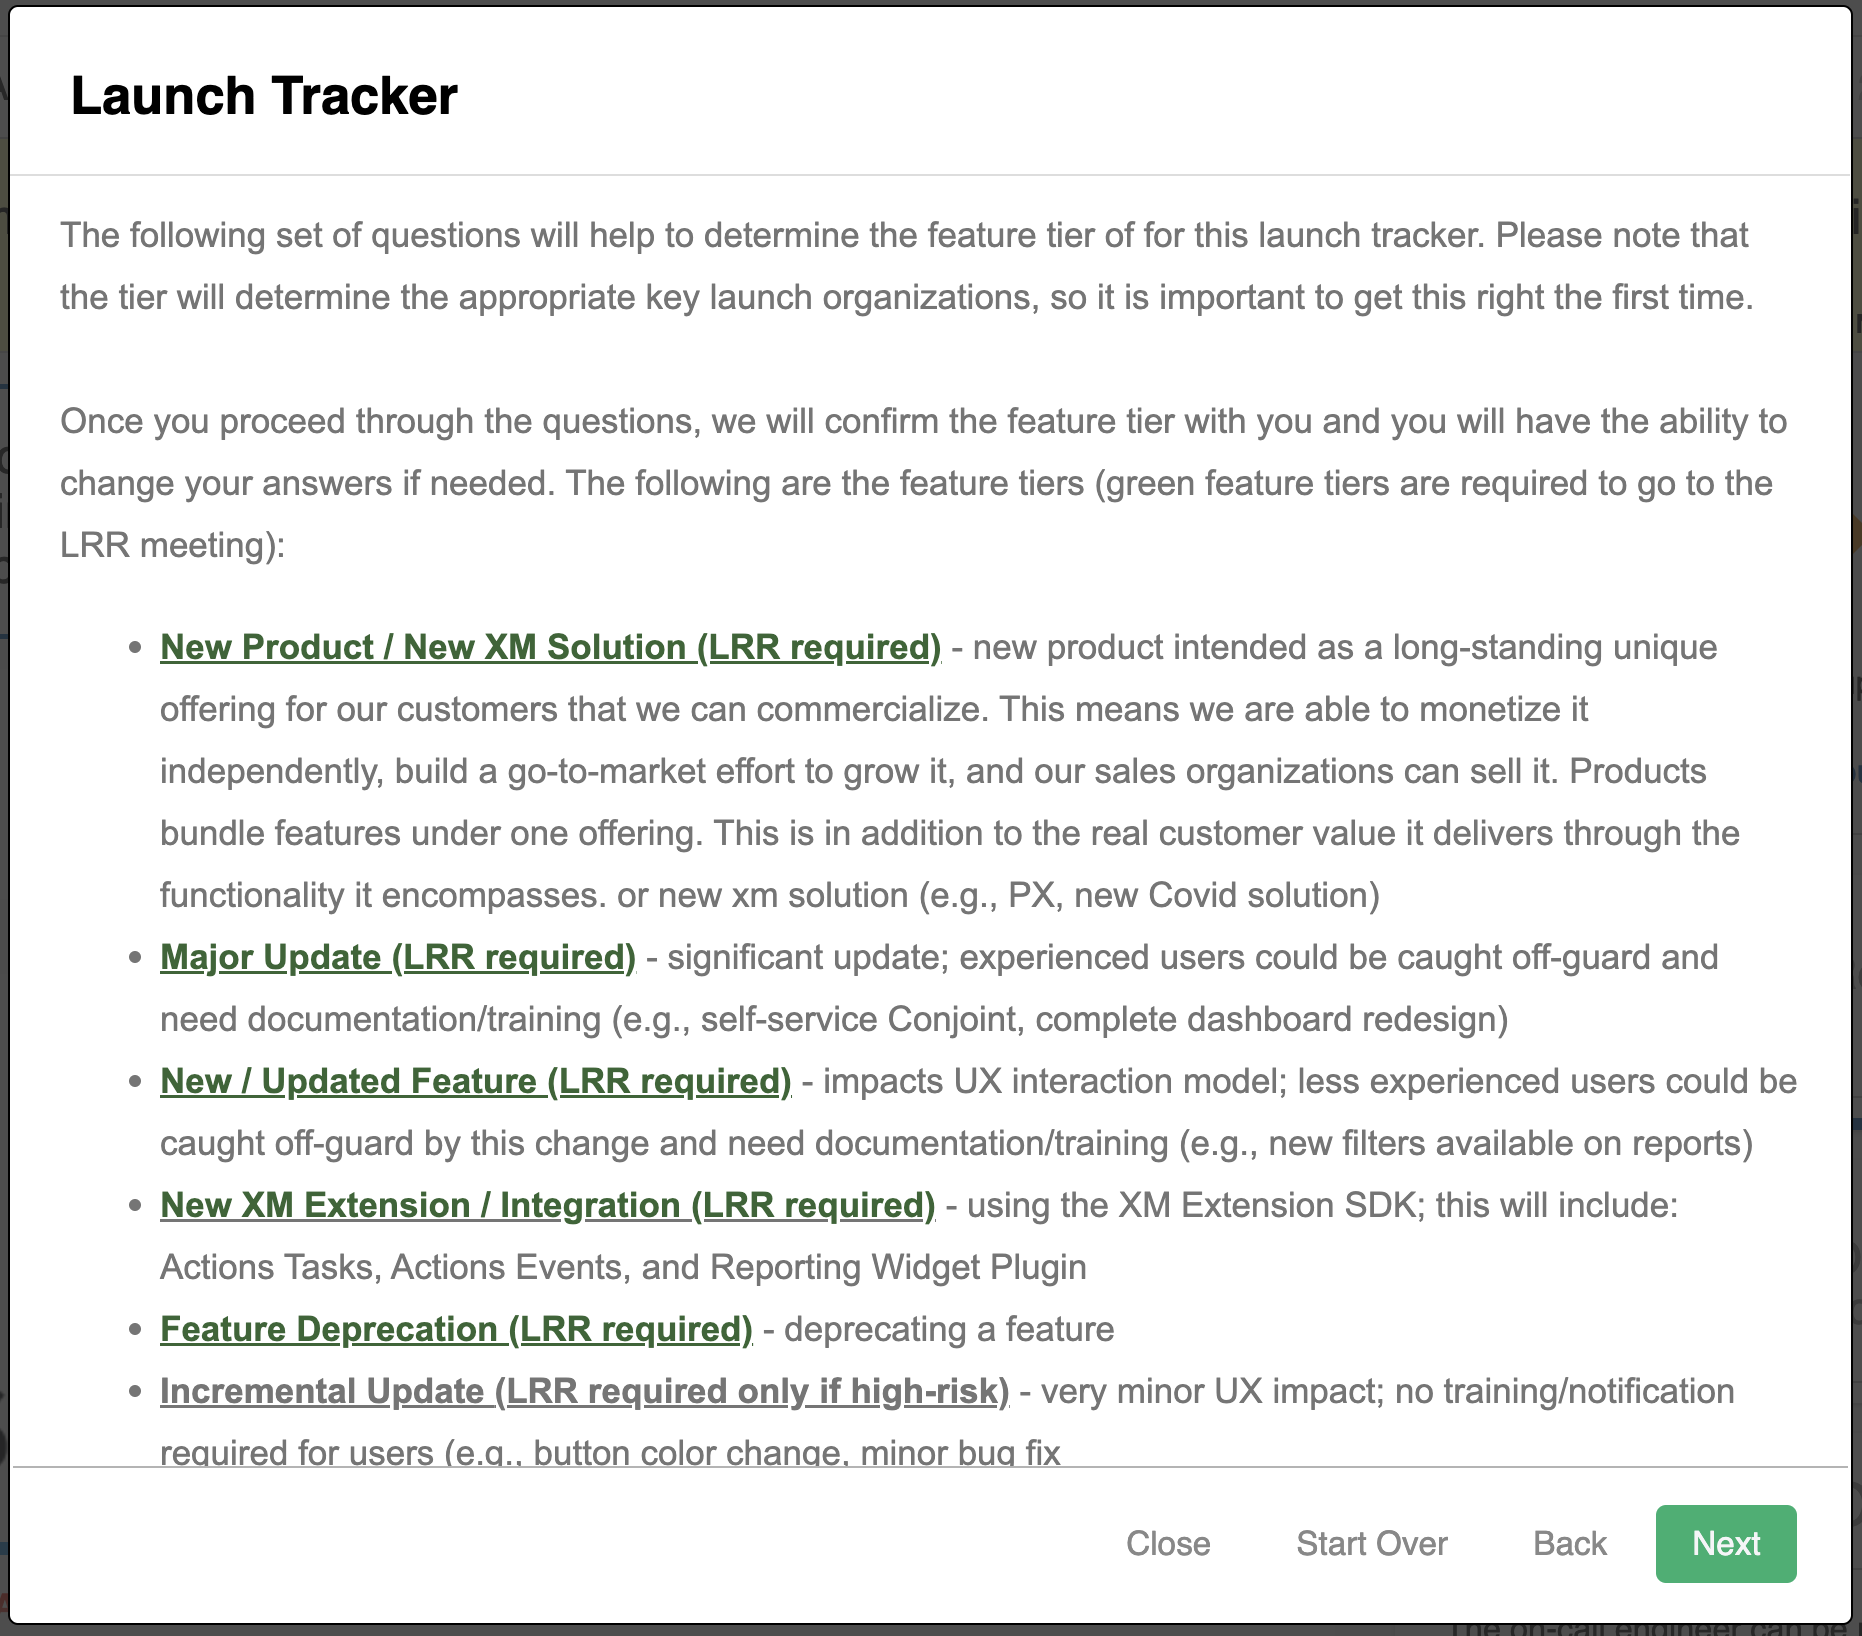 Launch Tracker
The following set of questions will help to determine the feature tier of for this launch tracker. Please note that
the tier will determine the appropriate key launch organizations, so it is important to get this right the first time.
Once you proceed through the questions, we will confirm the feature tier with you and you will have the ability to
change your answers if needed. The following are the feature tiers (green feature tiers are required to go to the
LRR meeting):
• New Product / New XM Solution (LRR required) - new product intended as a long-standing unique
offering for our customers that we can commercialize. This means we are able to monetize it
independently, build a go-to-market effort to grow it, and our sales organizations can sell it. Products
bundle features under one offering. This is in addition to the real customer value it delivers through the
functionality it encompasses. or new xm solution (e.g., PX, new Covid solution)
• Major Update (LRR required) - significant update; experienced users could be caught off-guard and
need documentation/training (e.g., self-service Conjoint, complete dashboard redesign)
• New / Updated Feature (LRR required) - impacts UX interaction model; less experienced users could be
caught off-guard by this change and need documentation/training (e.g., new filters available on reports)
• New XM Extension / Integration (LRR required) - using the XM Extension SDK; this will include:
Actions Tasks, Actions Events, and Reporting Widget Plugin
• Feature Deprecation (LRR required) - deprecating a feature
• Incremental Update (LRR required only if high-risk) - very minor UX impact; no training/notification
required for users (e.g., button color change, minor bug fix
Close Start Over Back Next
The on-call engineer can be